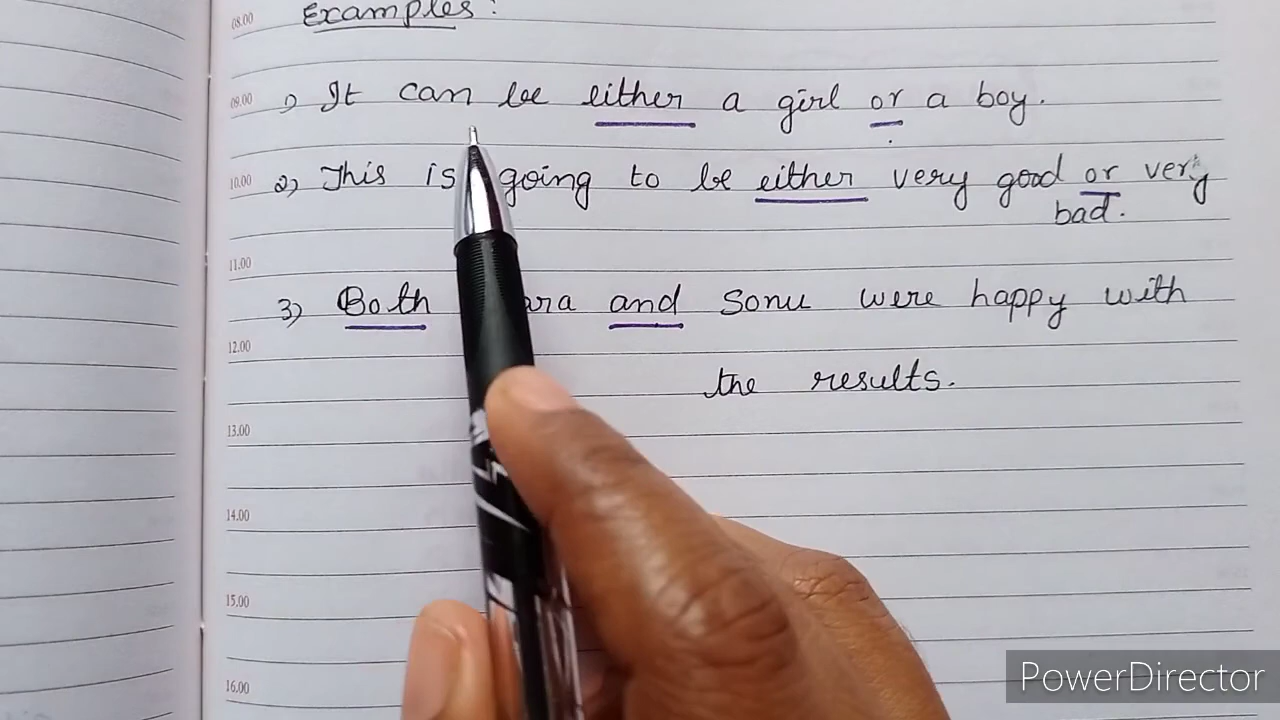 Examples:
08.00
09.00 1) It can be either a girl or a boy.
10.00 2) This is going to be either very good or very
bad.
11.00
3) Both and Sonu were happy with
12.00
the results.
13.00
14.00
15.00
16.00
PowerDirector